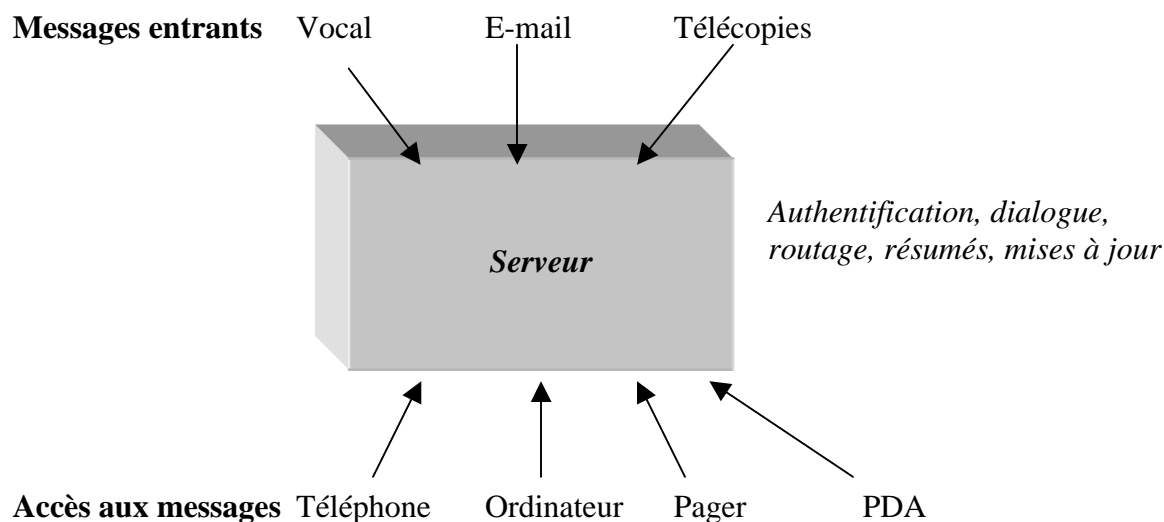 Messages entrants Vocal E-mail Télécopies
Authentification, dialogue,
routage, résumés, mises à jour
Serveur
Accès aux messages Téléphone Ordinateur Pager PDA